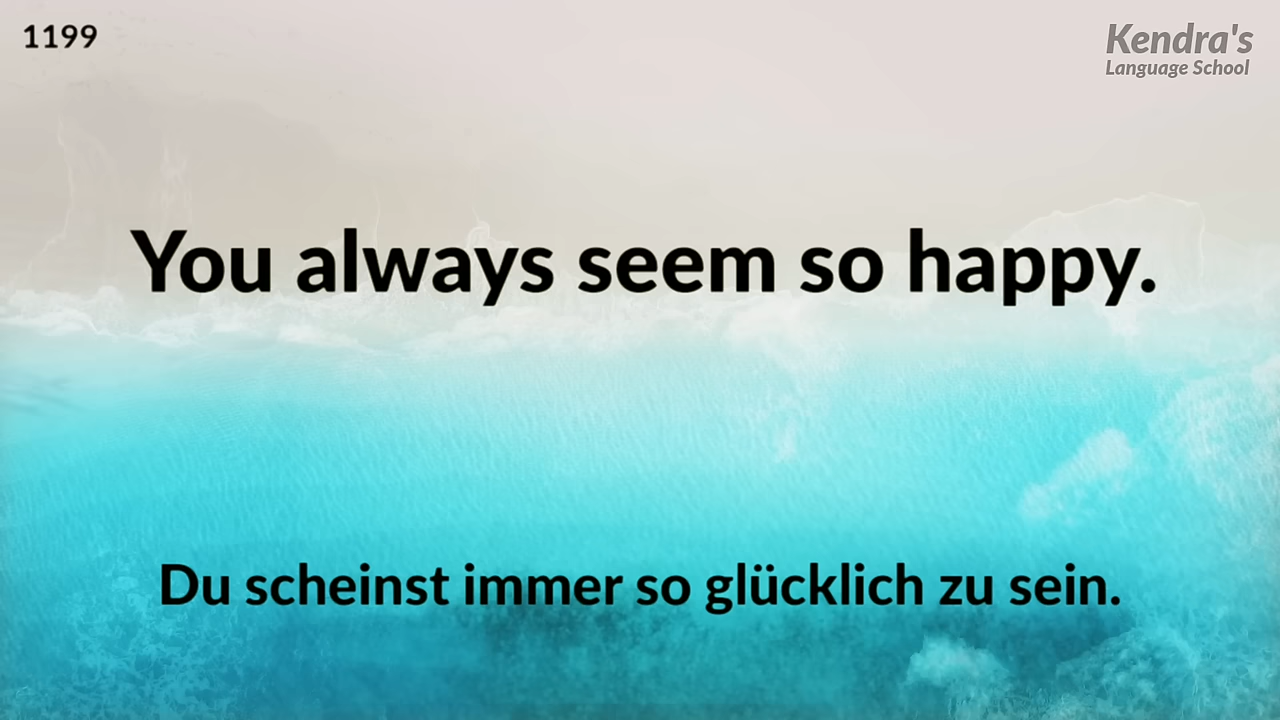 1199
Kendra's
Language School
You always seem so happy.
Du scheinst immer so glücklich zu sein.